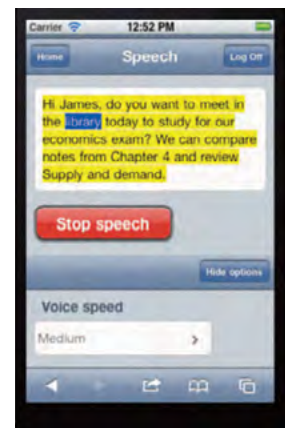 Carrier 12:52 PM
Home Speech Log Off
Hi James, do you want to meet in
the library today to study for our
economics exam? We can compare
notes from Chapter 4 and review
Supply and demand.
Stop speech
Hide options
Voice speed
Medium